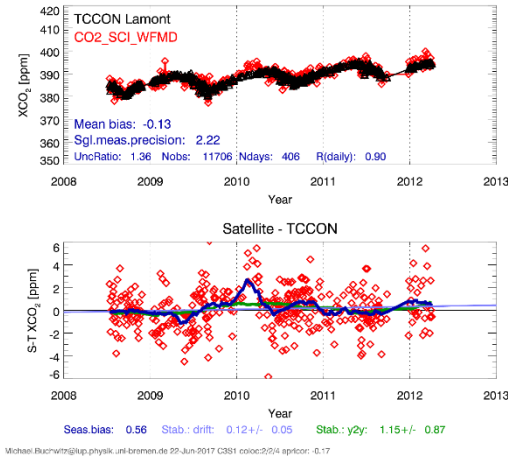 420
TCCON Lamont
410
CO2_SCI_WFMD
400
390
380
370
360
350
XCO₂ [ppm]
Mean bias: -0.13
Sgl.meas.precision: 2.22
UncRatio: 1.36 Nobs: 11706 Ndays: 406 R(daily): 0.90
2008 2009 2010 2011 2012 2013
Year
Satellite - TCCON
6
4
2
0
-2
-4
-6
S-T XCO₂ [ppm]
2008 2009 2010 2011 2012 2013
Year
Seas.bias: 0.56 Stab.: drift: 0.12+/- 0.05 Stab.: y2y: 1.15+/- 0.87
Michael.Buchwitz@iup.physik.uni-bremen.de 22-Jun-2017 C3S1 coloc:2/2/4 apricor: -0.17